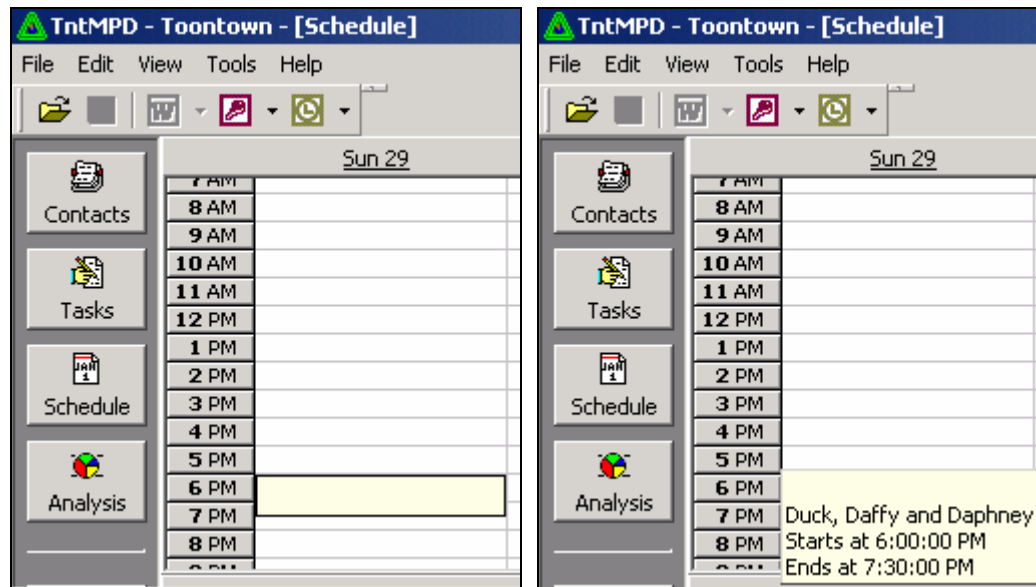 TntMPD - Toontown - [Schedule]
File Edit View Tools Help
Sun 29
Contacts
Tasks
Schedule
Analysis
7 AM
8 AM
9 AM
10 AM
11 AM
12 PM
1 PM
2 PM
3 PM
4 PM
5 PM
6 PM
7 PM
8 PM
TntMPD - Toontown - [Schedule]
File Edit View Tools Help
Sun 29
Contacts
Tasks
Schedule
Analysis
7 AM
8 AM
9 AM
10 AM
11 AM
12 PM
1 PM
2 PM
3 PM
4 PM
5 PM
6 PM
7 PM
8 PM
Duck, Daffy and Daphney
Starts at 6:00:00 PM
Ends at 7:30:00 PM